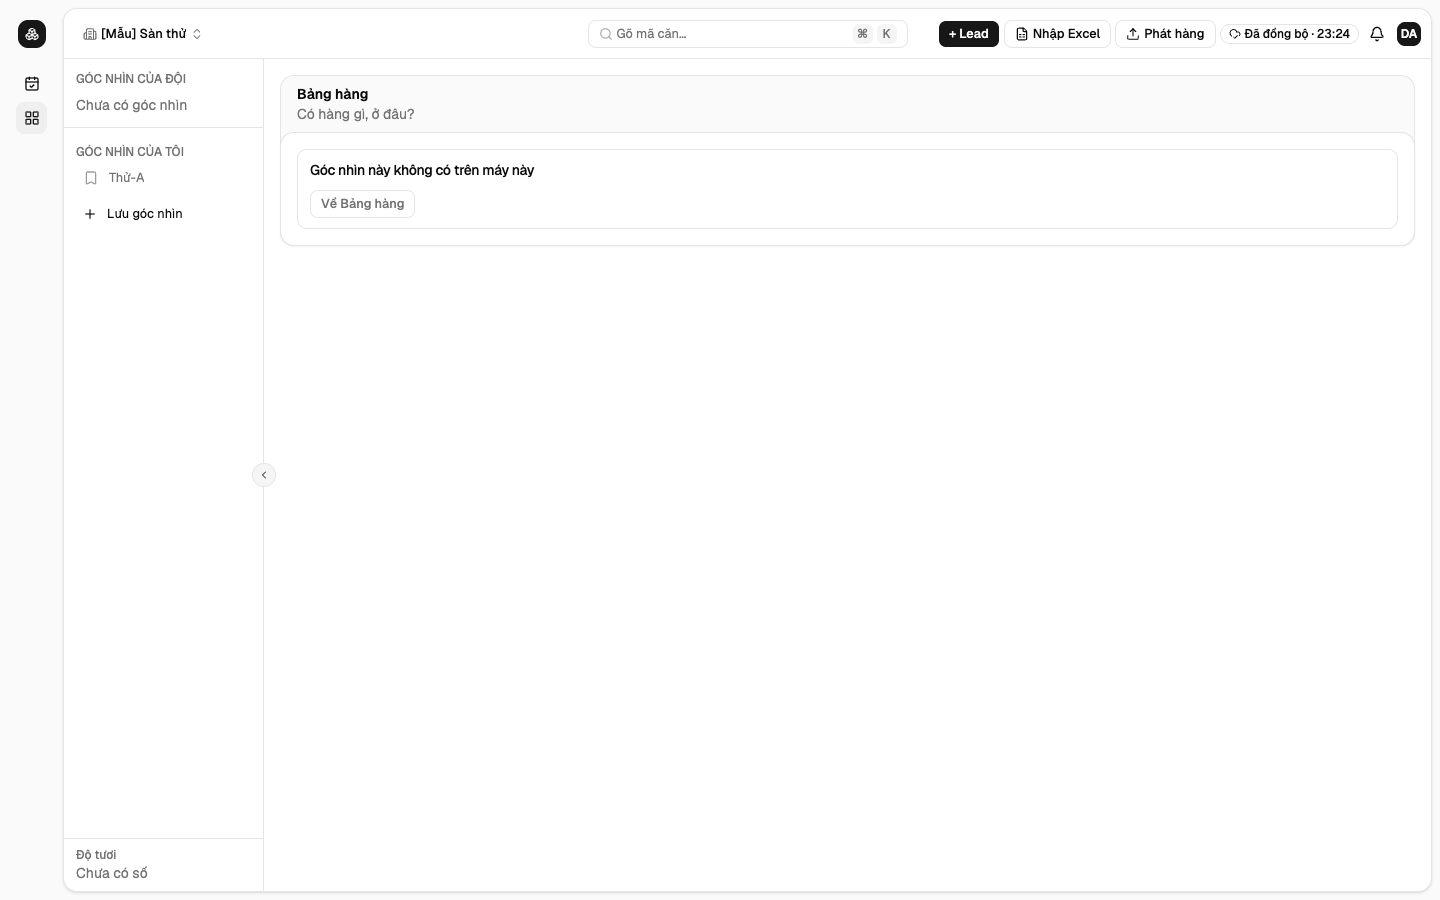 [Mẫu] Sàn thử
Gõ mã căn...
⌘ K
+ Lead
Nhập Excel
Phát hàng
Đã đồng bộ · 23:24
DA
GÓC NHÌN CỦA ĐỘI
Chưa có góc nhìn
GÓC NHÌN CỦA TÔI
Thử-A
Lưu góc nhìn
Bảng hàng
Có hàng gì, ở đâu?
Góc nhìn này không có trên máy này
Về Bảng hàng
Độ tươi
Chưa có số